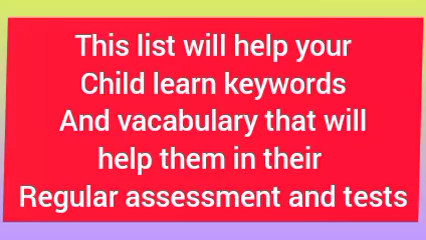 This list will help your
Child learn keywords
And vacabulary that will
help them in their
Regular assessment and tests